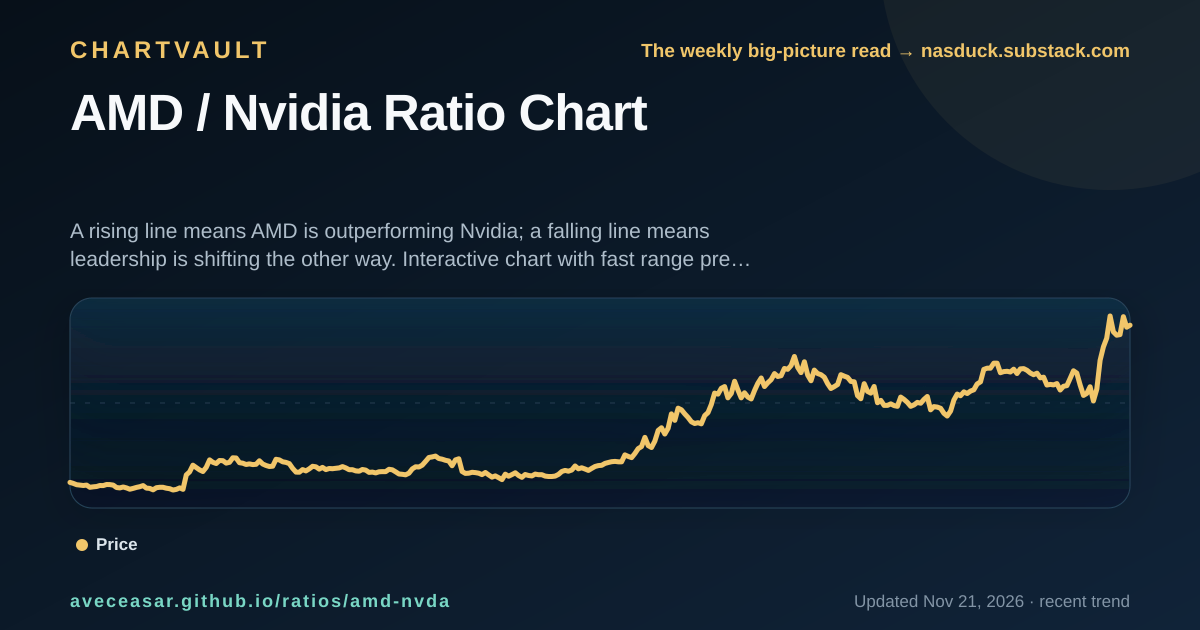 CHARTVAULT
The weekly big-picture read → nasduck.substack.com
AMD / Nvidia Ratio Chart
A rising line means AMD is outperforming Nvidia; a falling line means
leadership is shifting the other way. Interactive chart with fast range pre…
Price
aveceasar.github.io/ratios/amd-nvda
Updated Nov 21, 2026 · recent trend